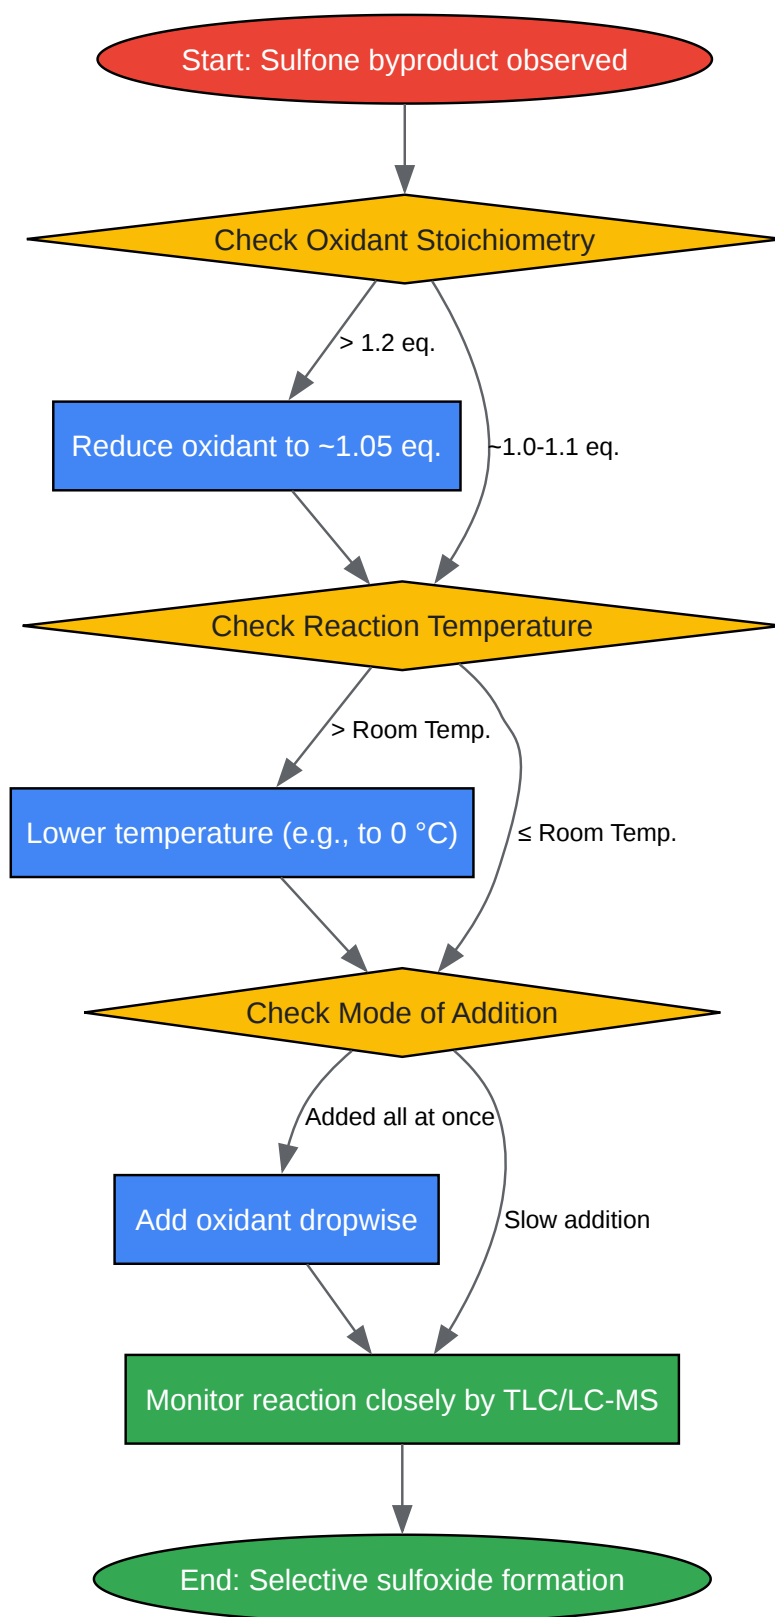 Start: Sulfone byproduct observed
Check Oxidant Stoichiometry
> 1.2 eq.
Reduce oxidant to ~1.05 eq.
~1.0-1.1 eq.
Check Reaction Temperature
> Room Temp.
Lower temperature (e.g., to 0 °C)
≤ Room Temp.
Check Mode of Addition
Added all at once
Add oxidant dropwise
Slow addition
Monitor reaction closely by TLC/LC-MS
End: Selective sulfoxide formation